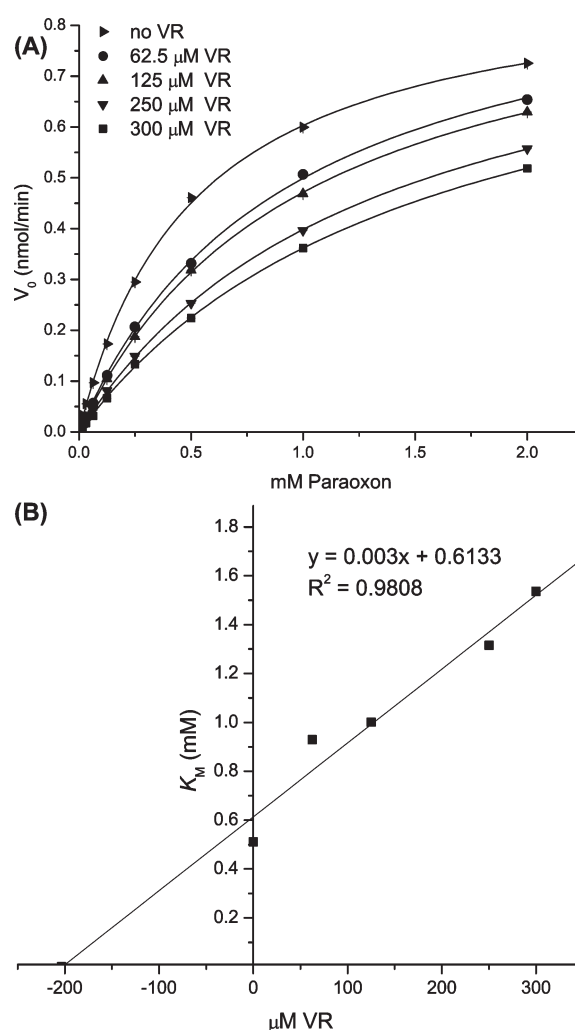 (A)
no VR
62.5 μM VR
125 μM VR
250 μM VR
300 μM VR
0.8
0.7
0.6
0.5
0.4
0.3
0.2
0.1
0.0
V0 (nmol/min)
0.0 0.5 1.0 1.5 2.0
mM Paraoxon
(B)
y = 0.003x + 0.6133
R² = 0.9808
1.8
1.6
1.4
1.2
1.0
0.8
0.6
0.4
0.2
KM (mM)
-200 -100 0 100 200 300
μM VR